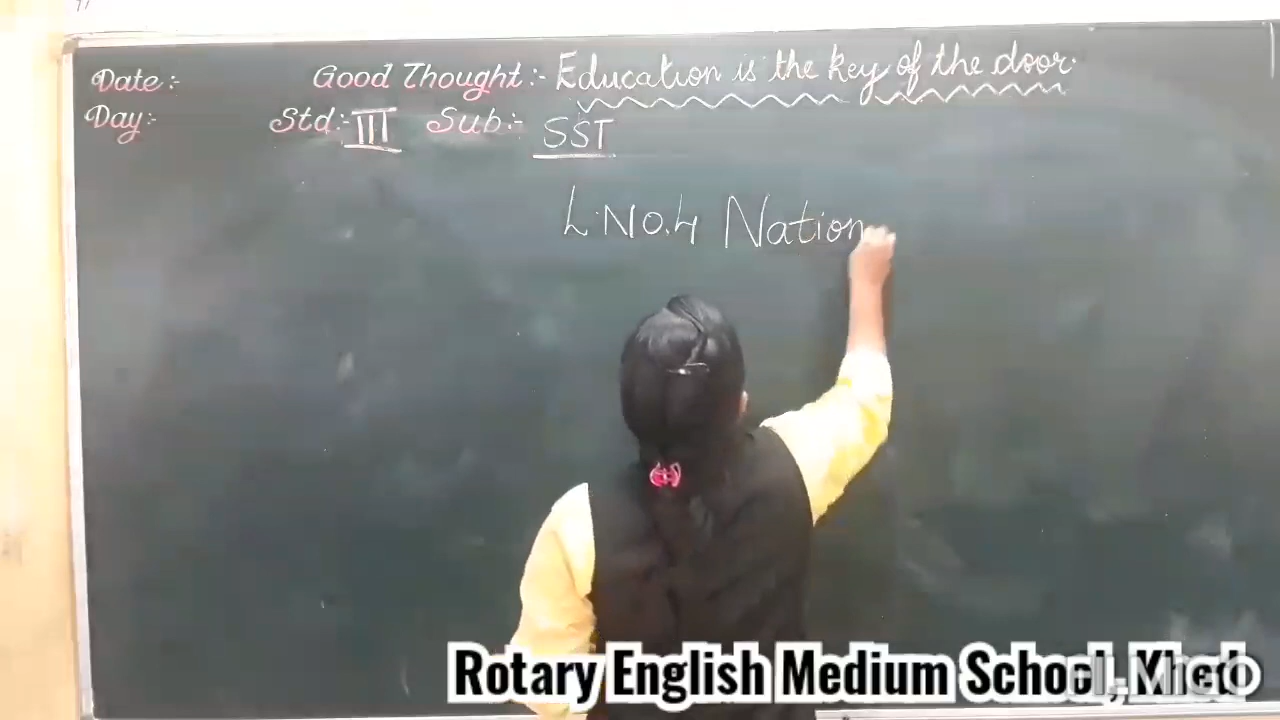 Date:- Good Thought:- Education is the key of the door.
Day:- Std:- III Sub:- SST
L.No.4 Nation
Rotary English Medium School, Khed